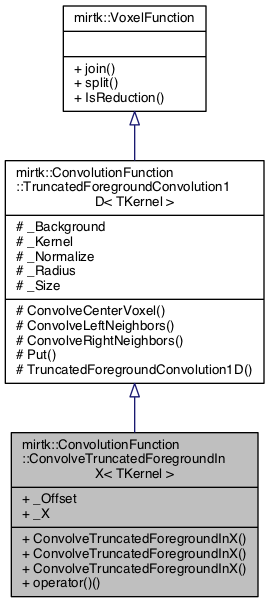 mirtk::VoxelFunction
+ join()
+ split()
+ IsReduction()
mirtk::ConvolutionFunction
::TruncatedForegroundConvolution1
D< TKernel >
# _Background
# _Kernel
# _Normalize
# _Radius
# _Size
# ConvolveCenterVoxel()
# ConvolveLeftNeighbors()
# ConvolveRightNeighbors()
# Put()
# TruncatedForegroundConvolution1D()
mirtk::ConvolutionFunction
::ConvolveTruncatedForegroundIn
X< TKernel >
+ _Offset
+ _X
+ ConvolveTruncatedForegroundInX()
+ ConvolveTruncatedForegroundInX()
+ ConvolveTruncatedForegroundInX()
+ operator()()